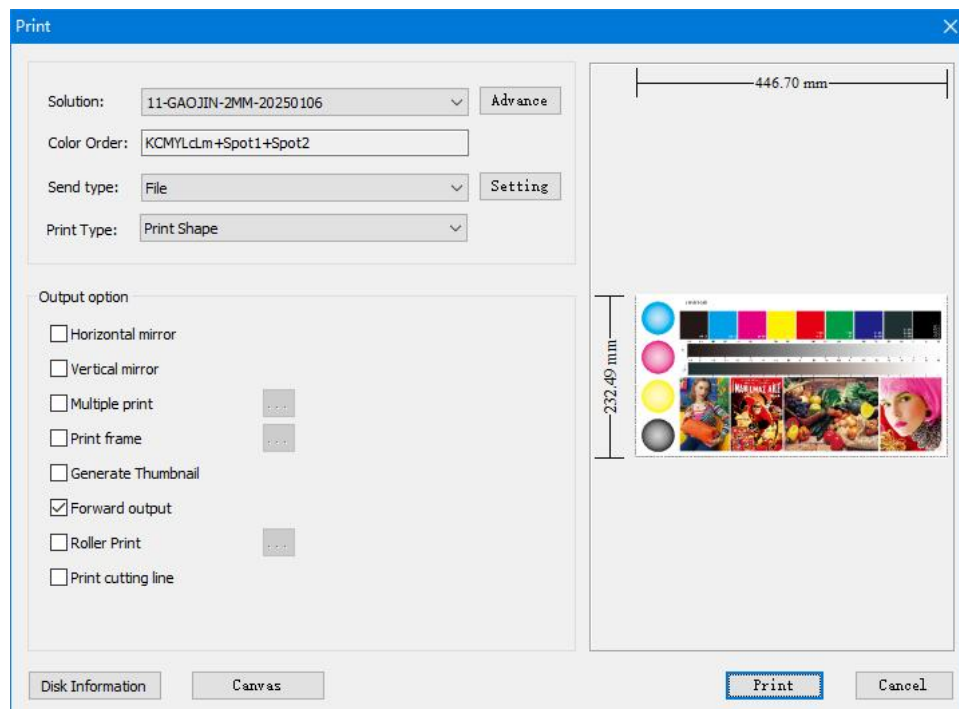 Print
Solution:
11-GAOJIN-2MM-20250106
Advance
Color Order:
KCMYLcLm+Spot1+Spot2
Send type:
File
Setting
Print Type:
Print Shape
Output option
Horizontal mirror
Vertical mirror
Multiple print
...
Print frame
...
Generate Thumbnail
Forward output
Roller Print
...
Print cutting line
Disk Information
Canvas
446.70 mm
232.49 mm
Print
Cancel